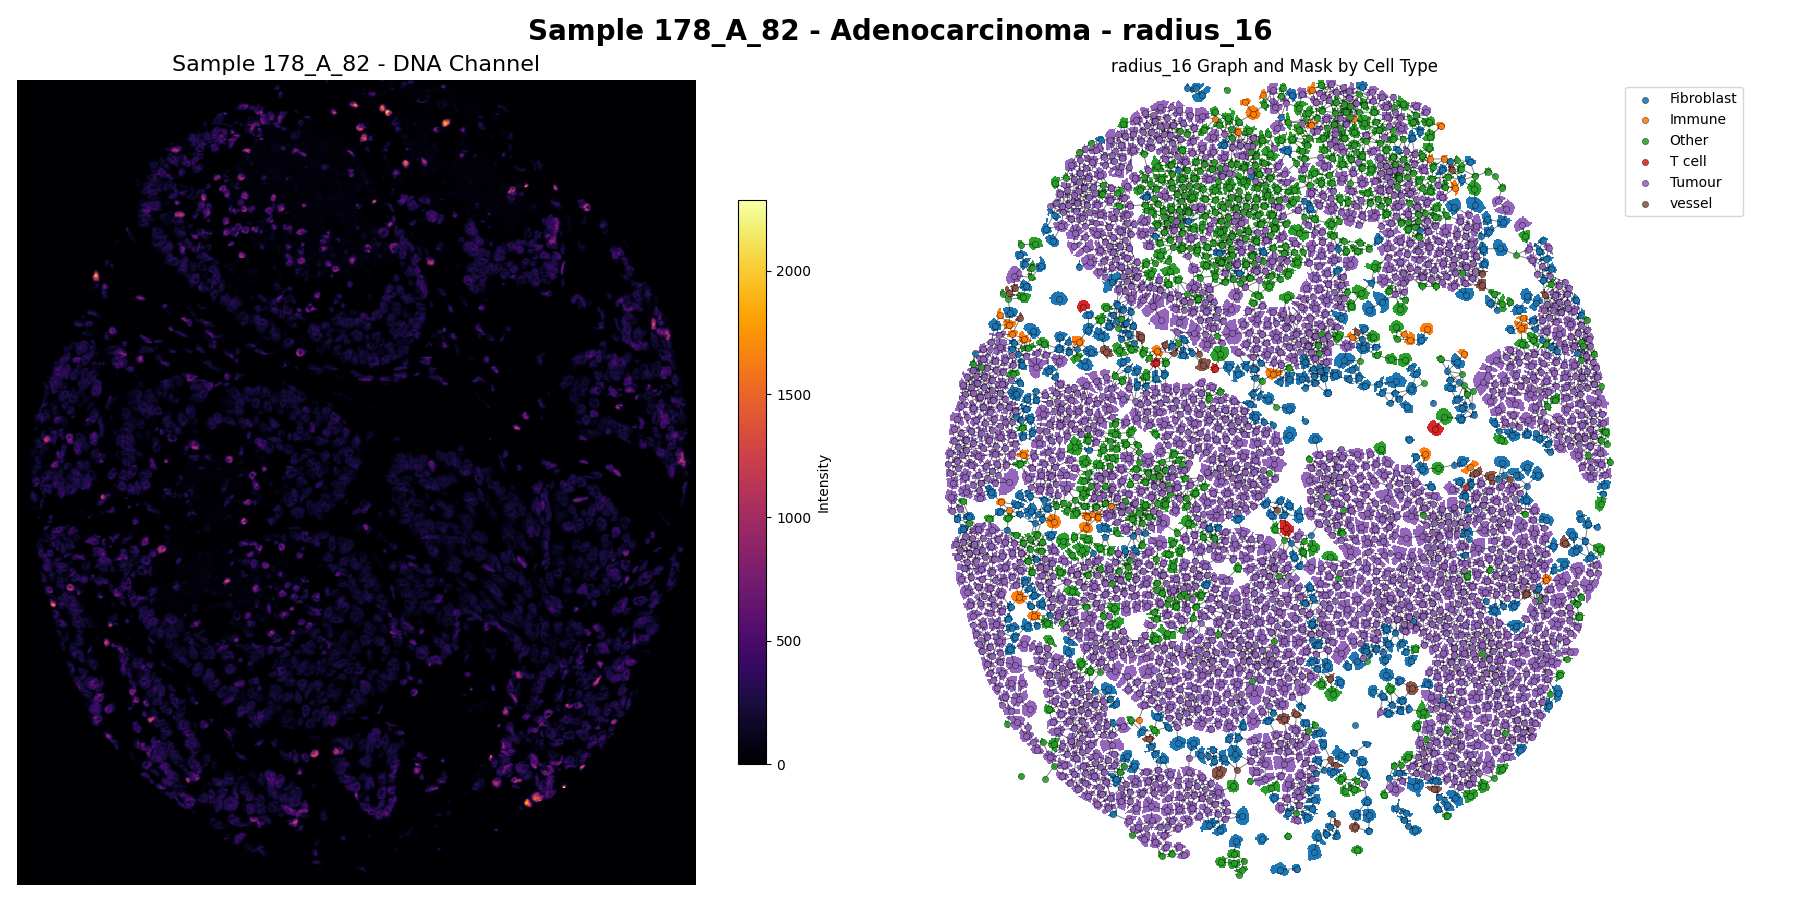 Sample 178_A_82 - Adenocarcinoma - radius_16
Sample 178_A_82 - DNA Channel
2000
1500
1000
500
0
Intensity
radius_16 Graph and Mask by Cell Type
Fibroblast
Immune
Other
T cell
Tumour
vessel